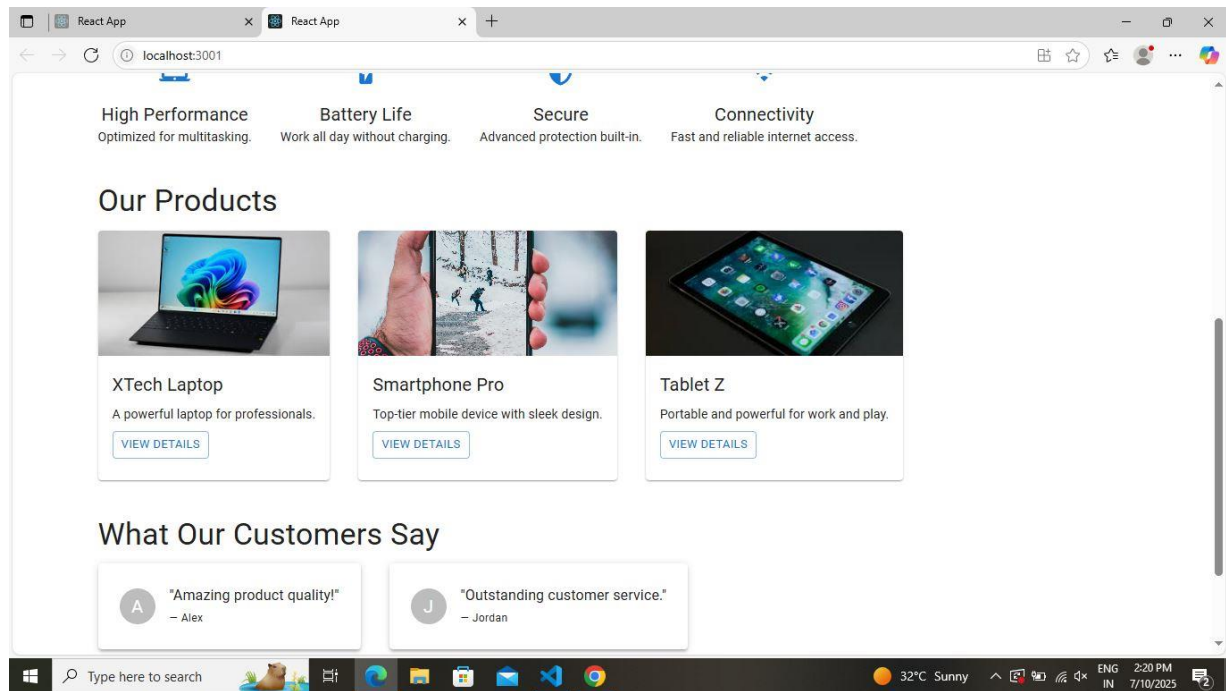 React App
React App
localhost:3001
High Performance
Battery Life
Secure
Connectivity
Optimized for multitasking.
Work all day without charging.
Advanced protection built-in.
Fast and reliable internet access.
Our Products
XTech Laptop
Smartphone Pro
Tablet Z
A powerful laptop for professionals.
Top-tier mobile device with sleek design.
Portable and powerful for work and play.
VIEW DETAILS
VIEW DETAILS
VIEW DETAILS
What Our Customers Say
A
"Amazing product quality!"
— Alex
J
"Outstanding customer service."
— Jordan
Type here to search
32°C Sunny
ENG
IN
2:20 PM
7/10/2025
2